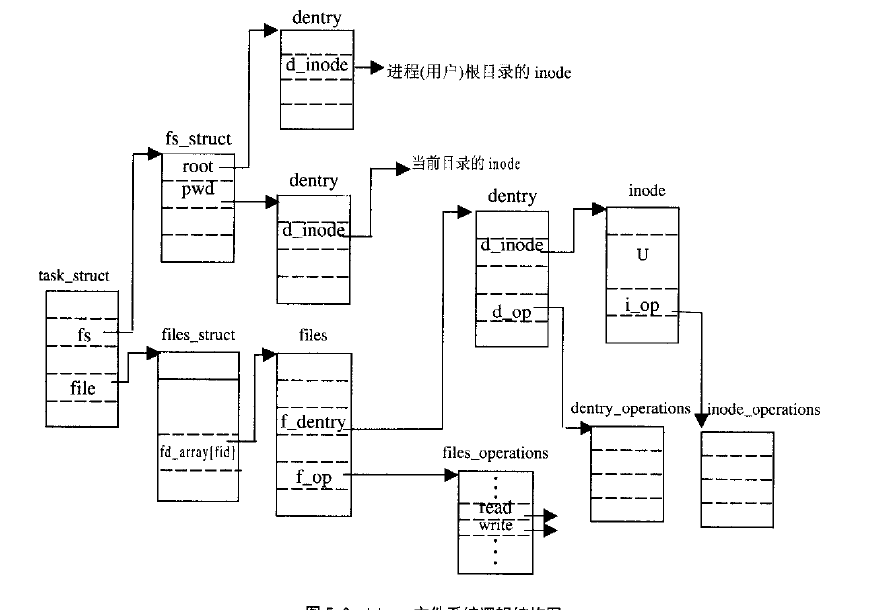 dentry
d_inode
进程(用户)根目录的 inode
fs_struct
root
pwd
当前目录的 inode
dentry
d_inode
dentry
d_inode
d_op
inode
U
i_op
task_struct
fs
file
files_struct
fd_array[fid]
files
f_dentry
f_op
dentry_operations
inode_operations
files_operations
read
write